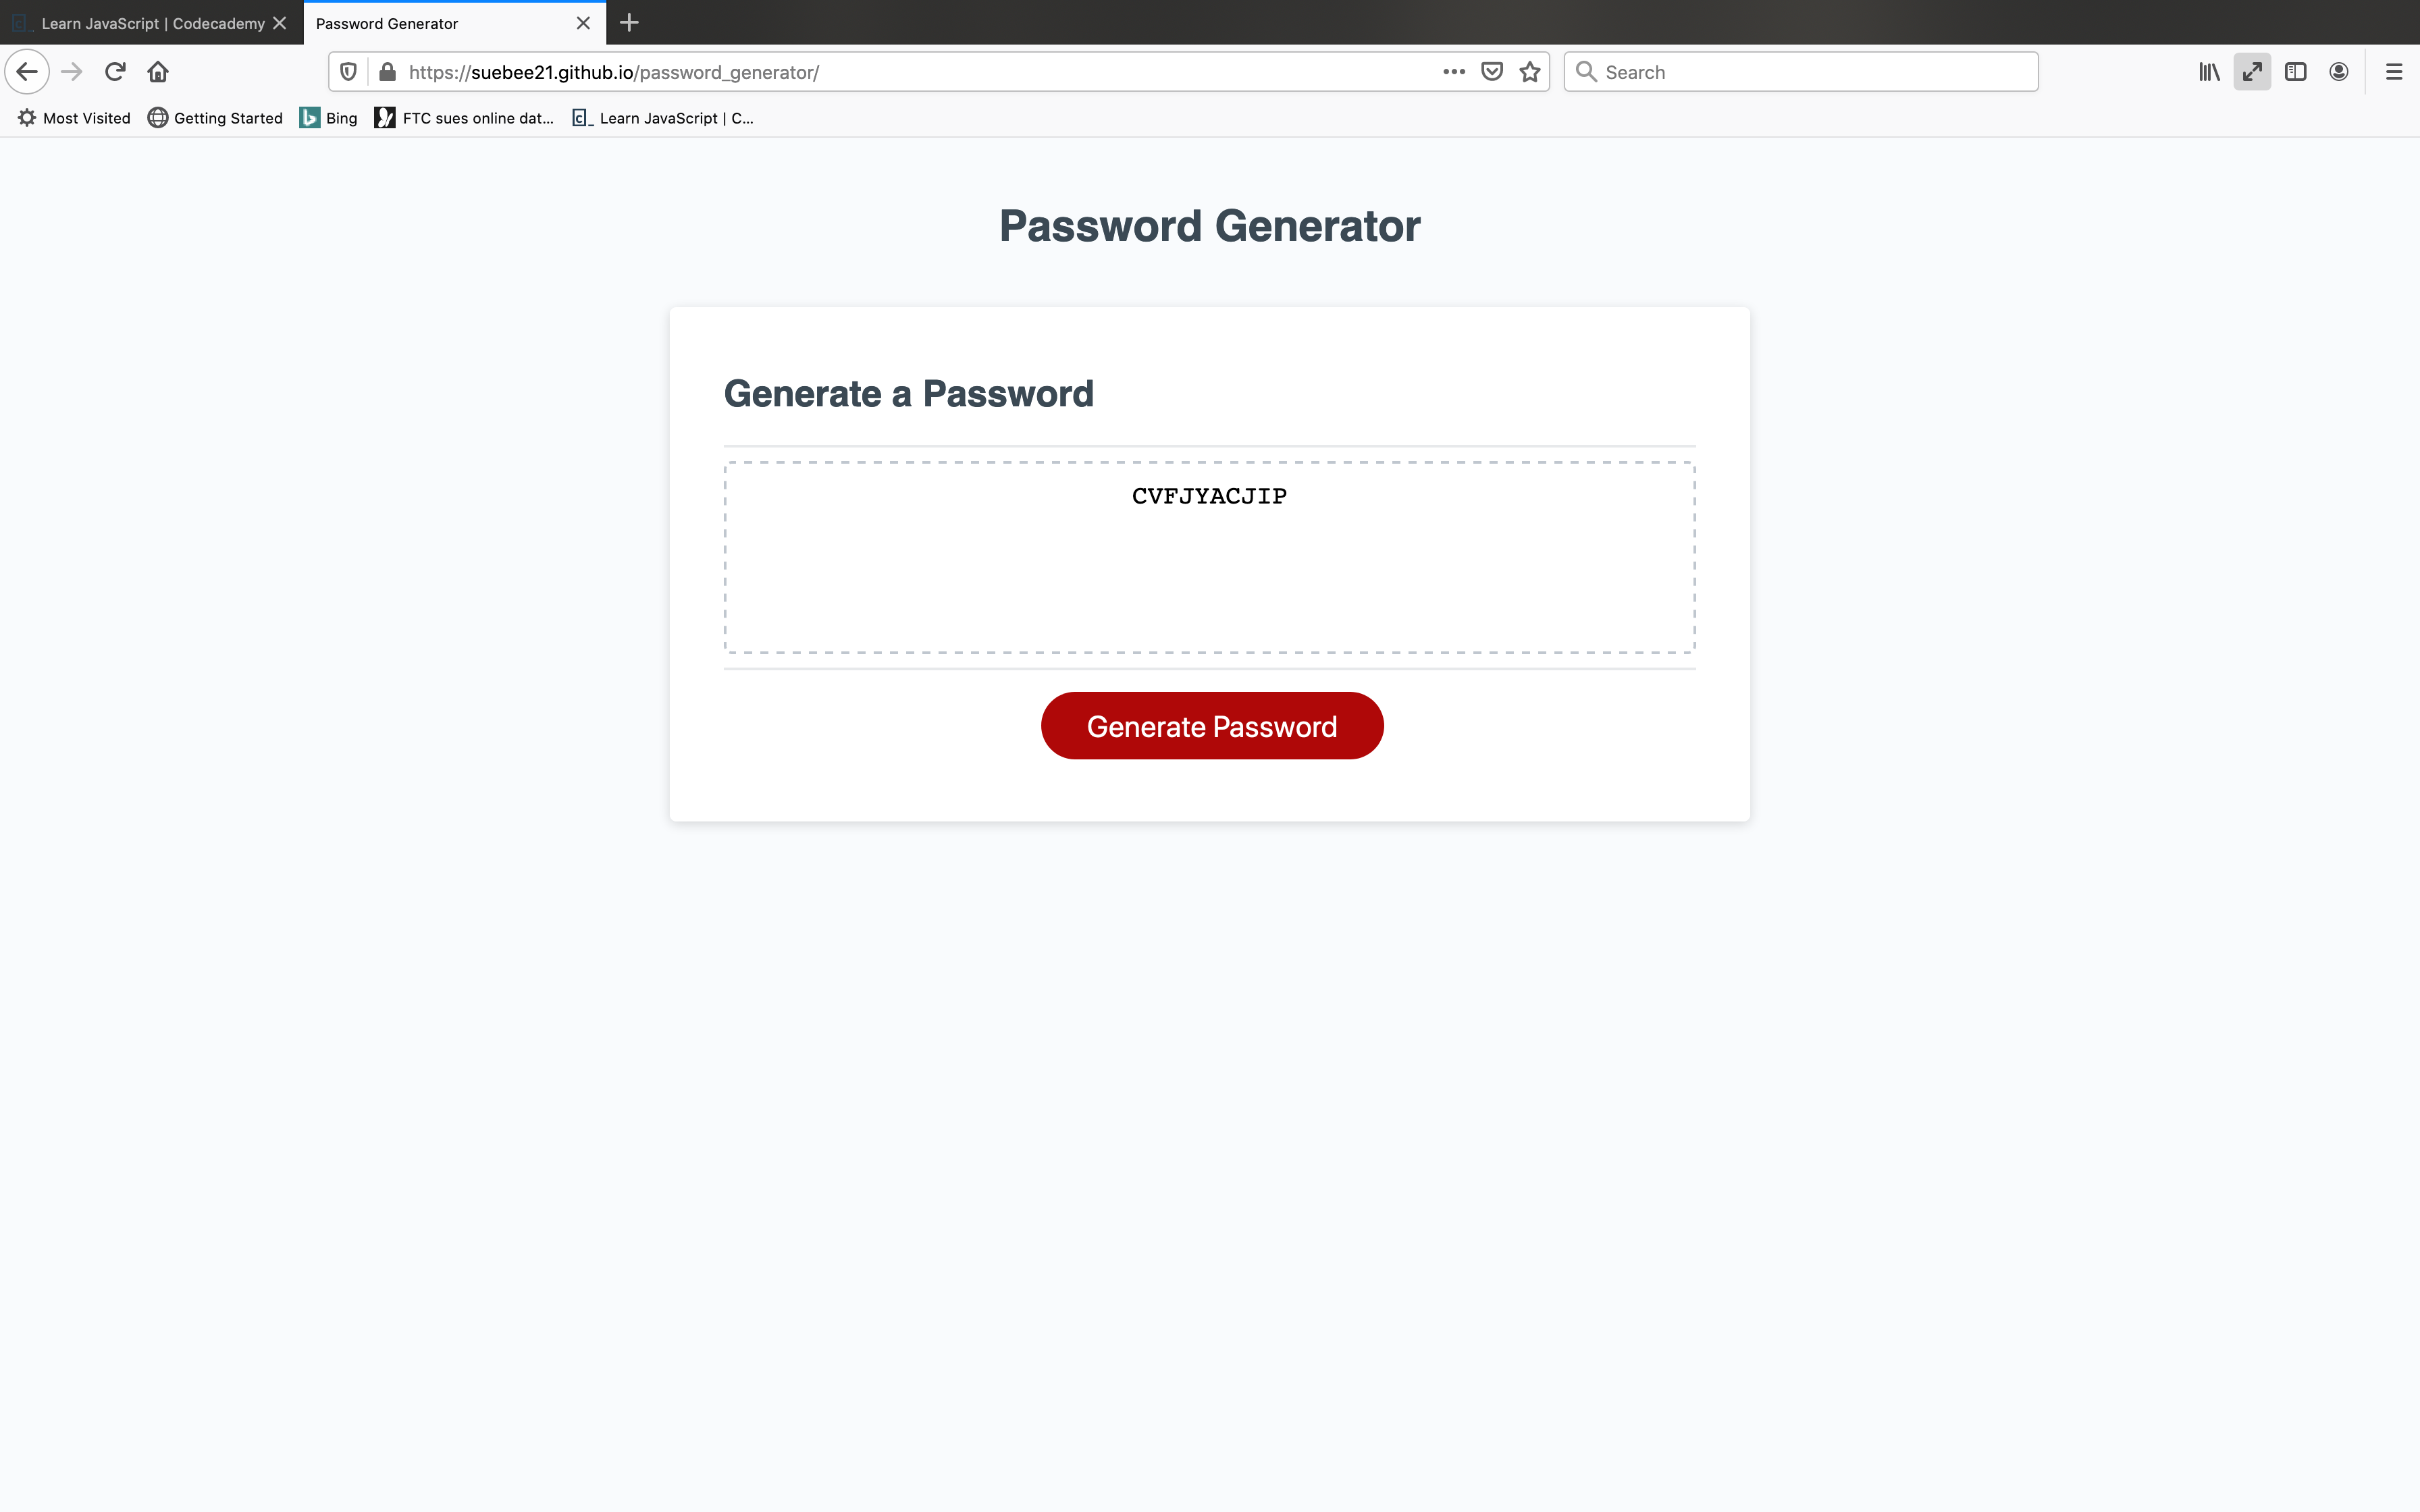 Learn JavaScript | Codecademy
Password Generator
https://suebee21.github.io/password_generator/
Search
Most Visited
Getting Started
Bing
FTC sues online dat...
Learn JavaScript | C...
Password Generator
Generate a Password
CVFJYACJIP
Generate Password